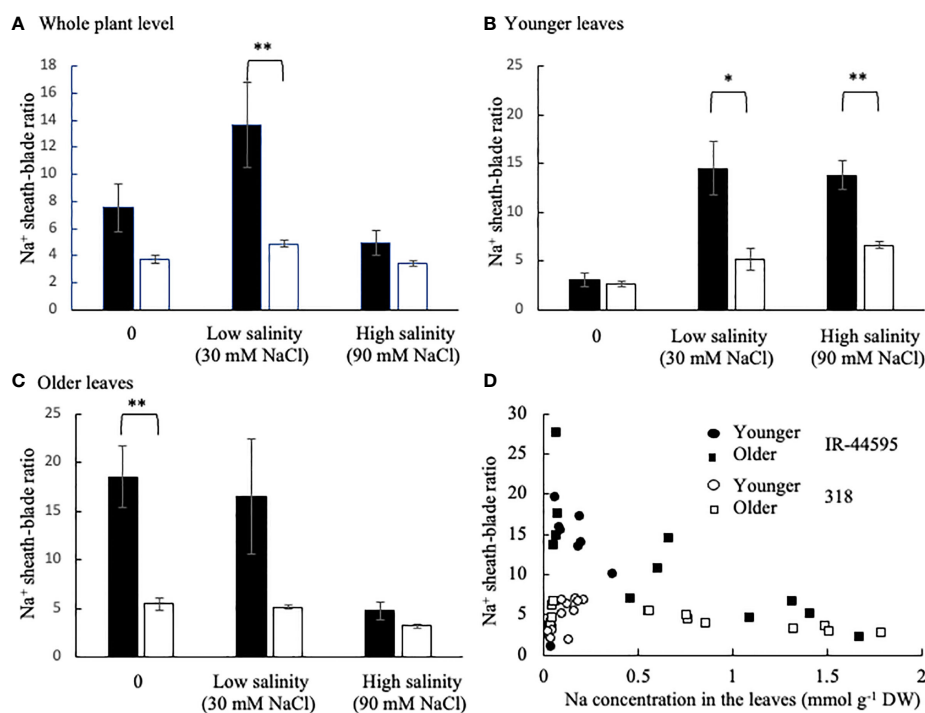 A Whole plant level
**
18
16
14
12
10
8
6
4
2
0
Na⁺ sheath-blade ratio
0 Low salinity (30 mM NaCl) High salinity (90 mM NaCl)
B Younger leaves
* **
25
20
15
10
5
0
Na⁺ sheath-blade ratio
0 Low salinity (30 mM NaCl) High salinity (90 mM NaCl)
C Older leaves
**
25
20
15
10
5
0
Na⁺ sheath-blade ratio
0 Low salinity (30 mM NaCl) High salinity (90 mM NaCl)
D
30
25
20
15
10
5
0
Na⁺ sheath-blade ratio
Younger
Older
IR-44595
Younger
Older
318
0 0.5 1 1.5 2
Na concentration in the leaves (mmol g⁻¹ DW)